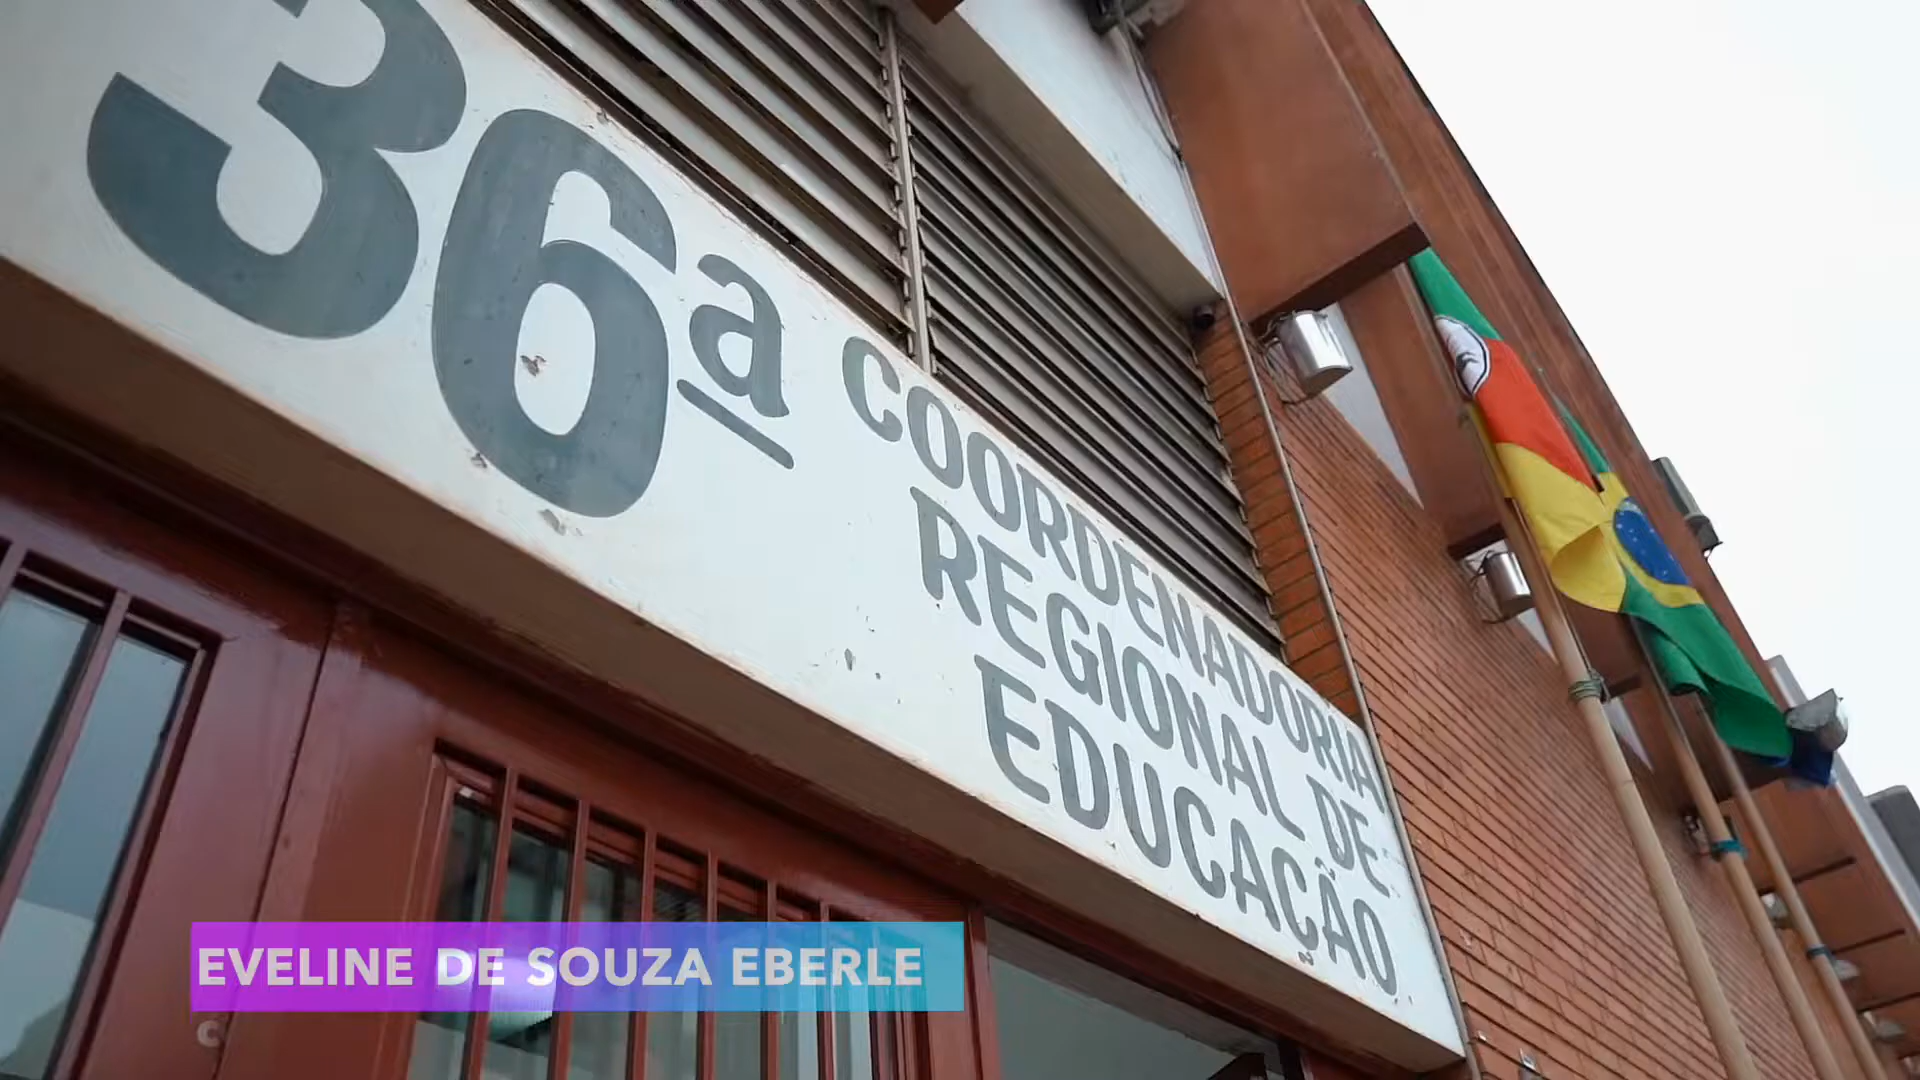 36ª
COORDENADORIA
REGIONAL DE
EDUCAÇÃO
EVELINE DE SOUZA EBERLE
C